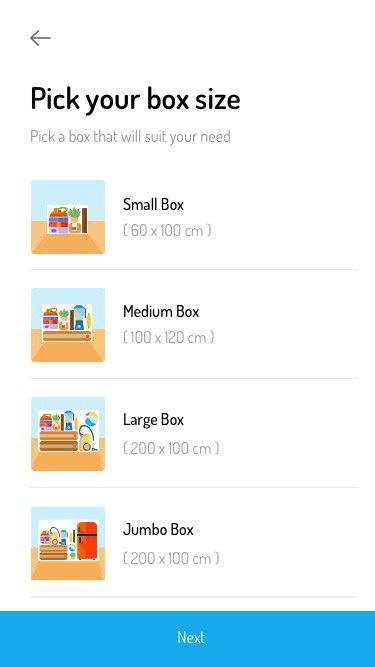 Pick your box size
Pick a box that will suit your need
Small Box
( 60 x 100 cm )
Medium Box
( 100 x 120 cm )
Large Box
( 200 x 100 cm )
Jumbo Box
( 200 x 100 cm )
Next